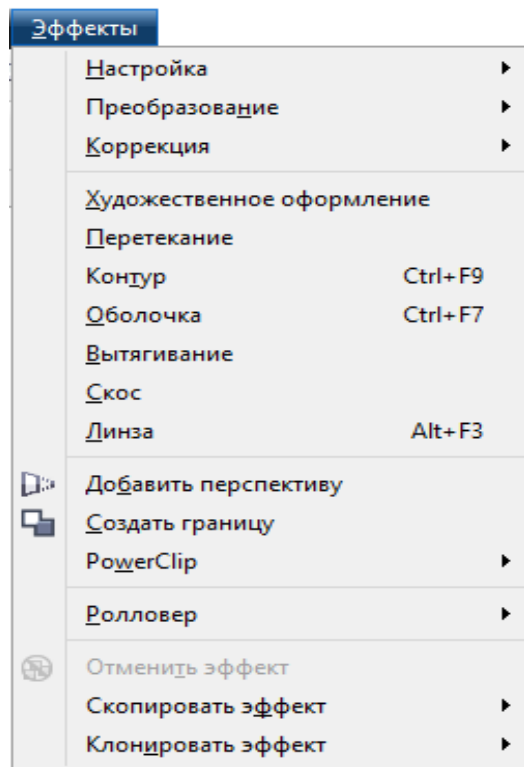 Эффекты
Настройка
Преобразование
Коррекция
Художественное оформление
Перетекание
Контур Ctrl+F9
Оболочка Ctrl+F7
Вытягивание
Скос
Линза Alt+F3
Добавить перспективу
Создать границу
PowerClip
Ролловер
Отменить эффект
Скопировать эффект
Клонировать эффект